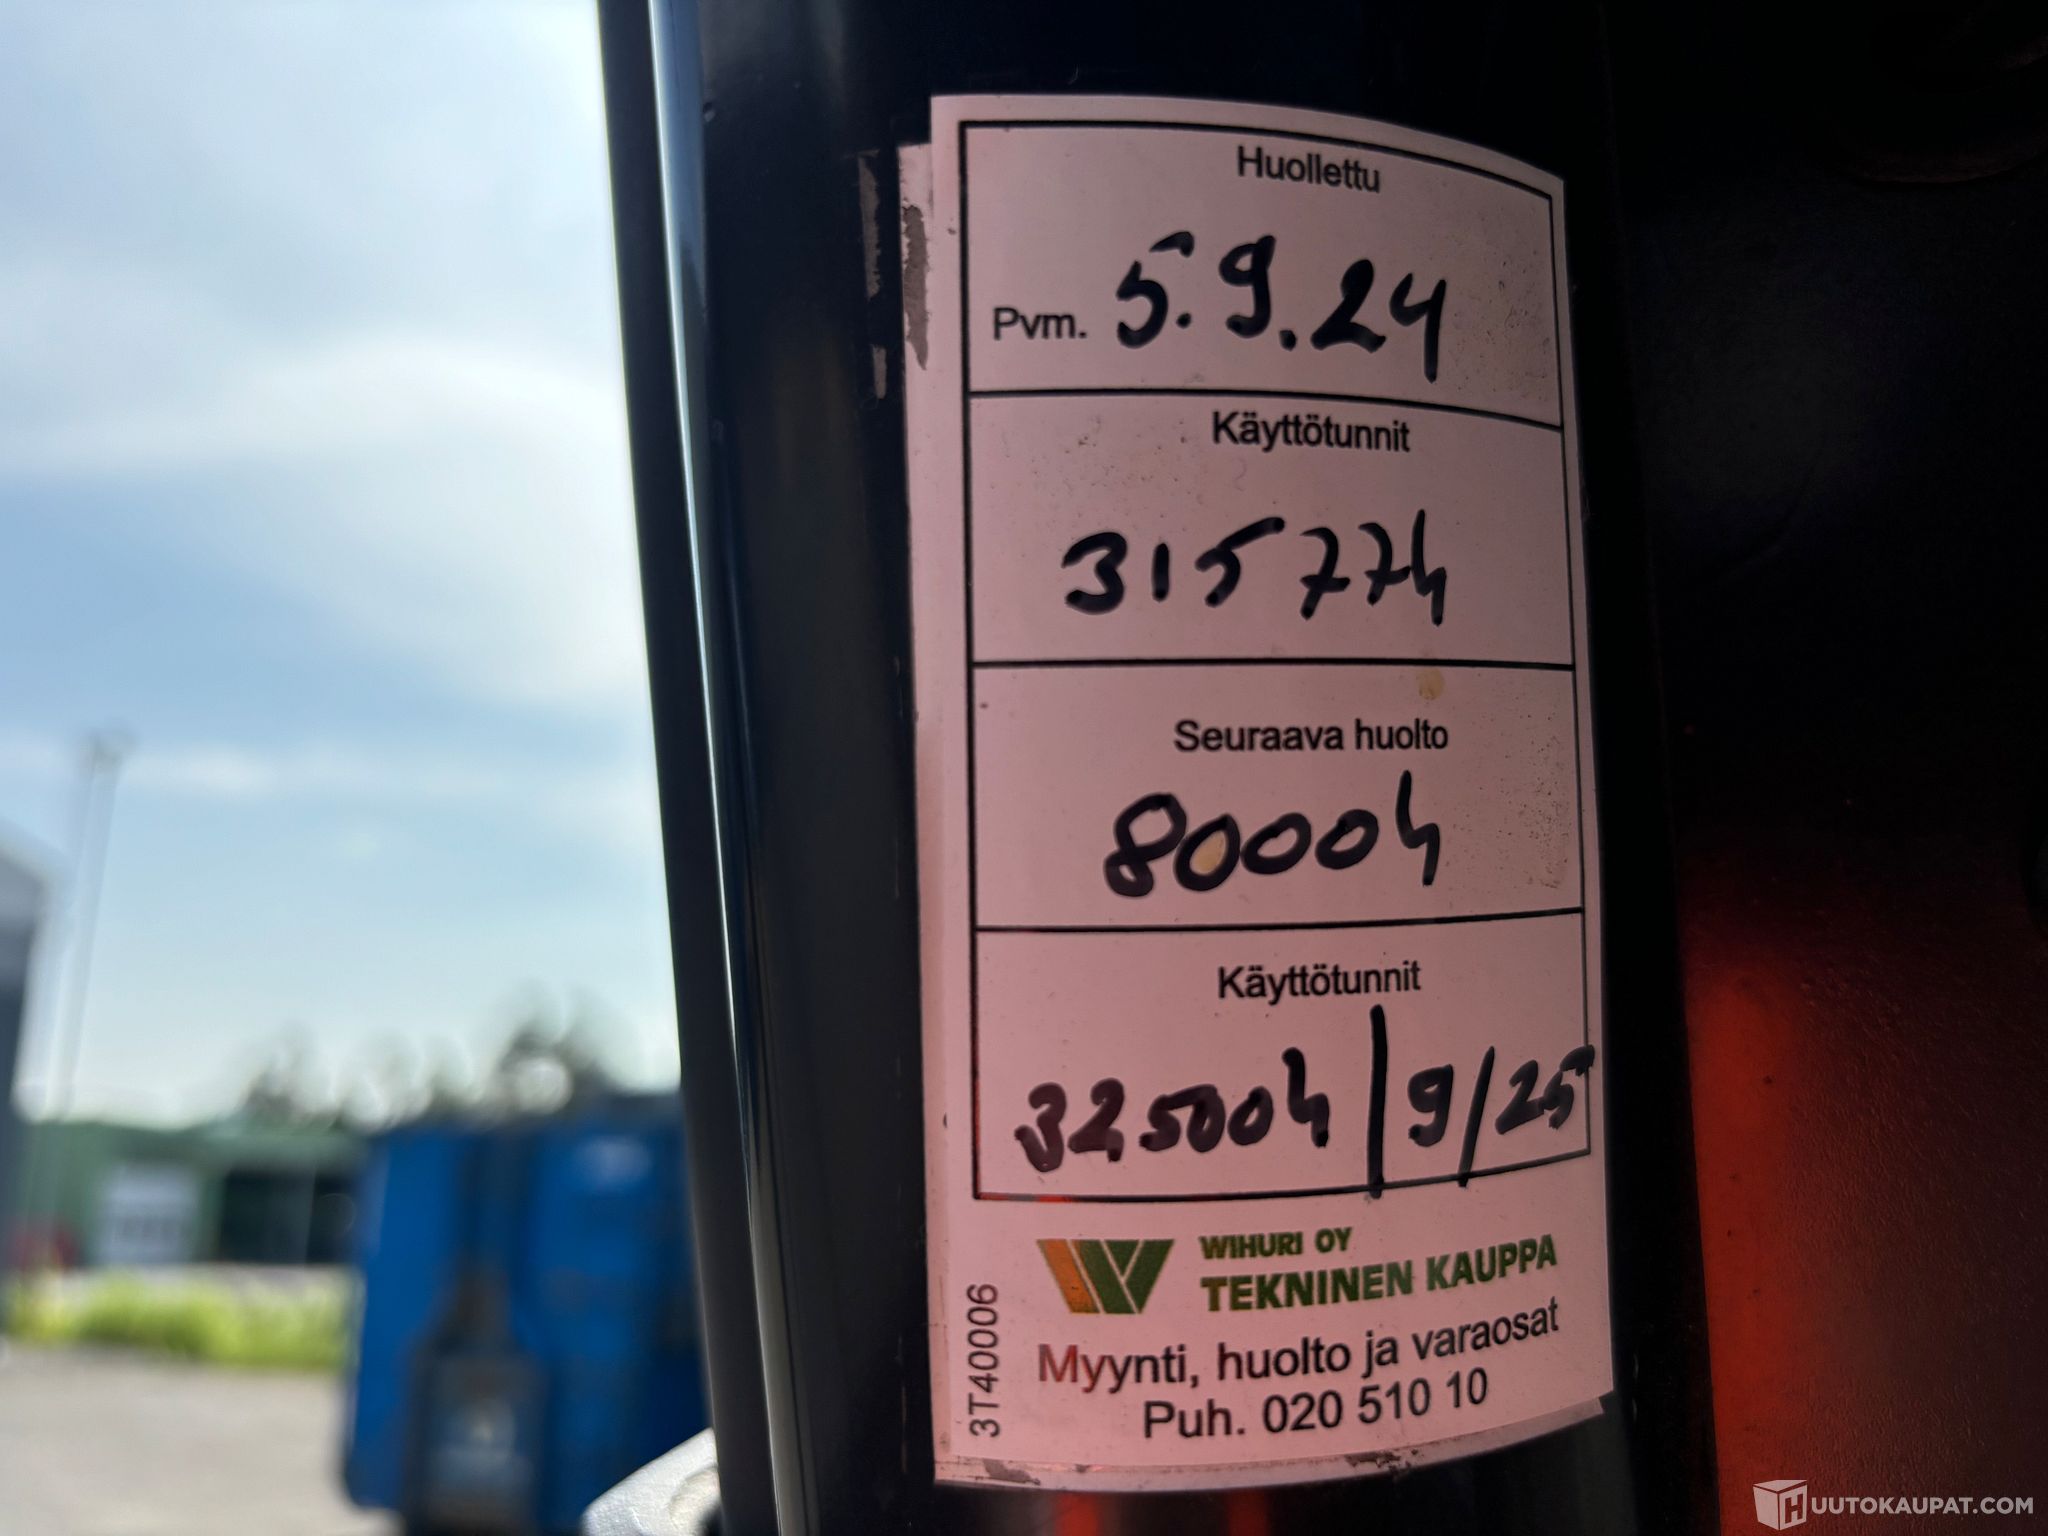 Huollettu
Pvm. 5.9.24
Käyttötunnit
31577h
Seuraava huolto
8000h
Käyttötunnit
32500h / 9/25
WIHURI OY
TEKNINEN KAUPPA
Myynti, huolto ja varaosat
Puh. 020 510 10
3T40006
HUUTOKAUPAT.COM